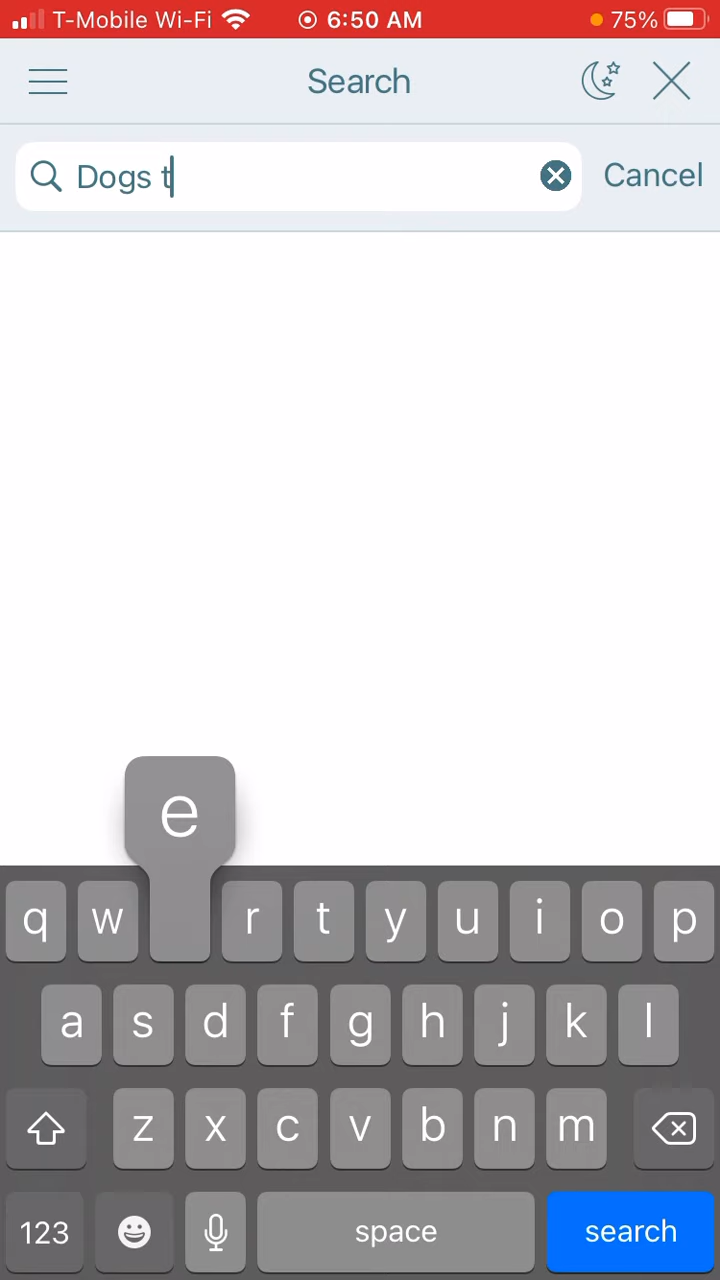 T-Mobile Wi-Fi 6:50 AM 75%
Search
Dogs t Cancel
e
q w r t y u i o p
a s d f g h j k l
z x c v b n m
123 space search